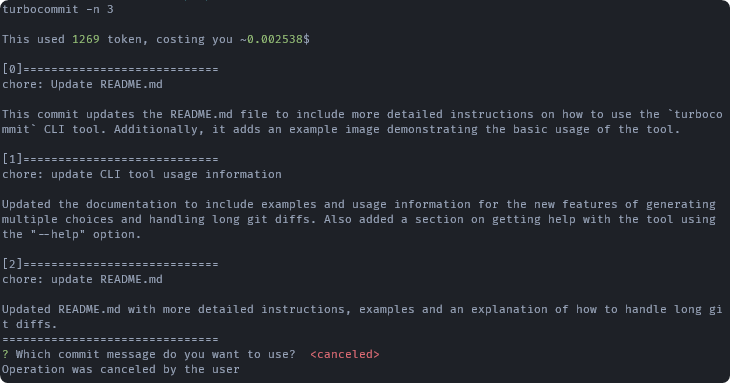 turbocommit -n 3
This used 1269 token, costing you ~0.002538$
[0]===========================
chore: Update README.md
This commit updates the README.md file to include more detailed instructions on how to use the `turboco
mmit` CLI tool. Additionally, it adds an example image demonstrating the basic usage of the tool.
[1]===========================
chore: update CLI tool usage information
Updated the documentation to include examples and usage information for the new features of generating
multiple choices and handling long git diffs. Also added a section on getting help with the tool using
the "--help" option.
[2]===========================
chore: update README.md
Updated README.md with more detailed instructions, examples and an explanation of how to handle long gi
t diffs.
==============================
? Which commit message do you want to use?  <canceled>
Operation was canceled by the user